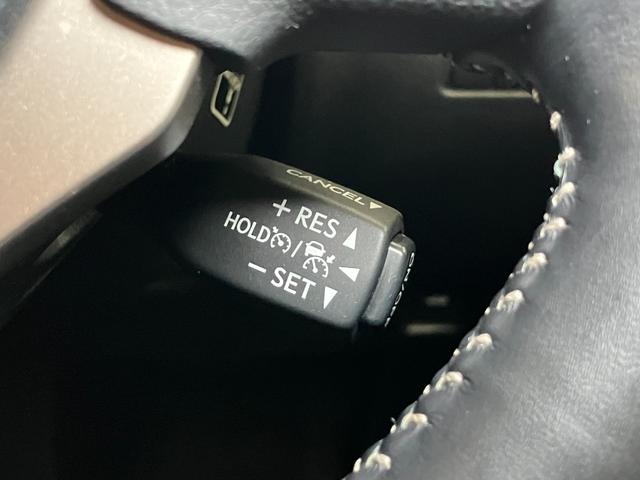 CANCEL▼
+ RES ▲
HOLD / ◀
– SET ▼